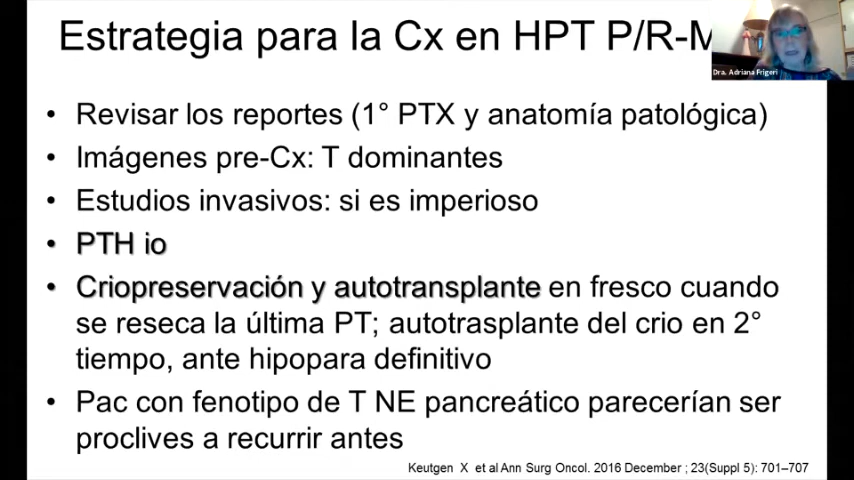 Estrategia para la Cx en HPT P/R-M
Dra. Adriana Frigeri
• Revisar los reportes (1° PTX y anatomía patológica)
• Imágenes pre-Cx: T dominantes
• Estudios invasivos: si es imperioso
• PTH io
• Criopreservación y autotransplante en fresco cuando
se reseca la última PT; autotrasplante del crio en 2°
tiempo, ante hipopara definitivo
• Pac con fenotipo de T NE pancreático parecerían ser
proclives a recurrir antes
Keutgen X et al Ann Surg Oncol. 2016 December ; 23(Suppl 5): 701–707